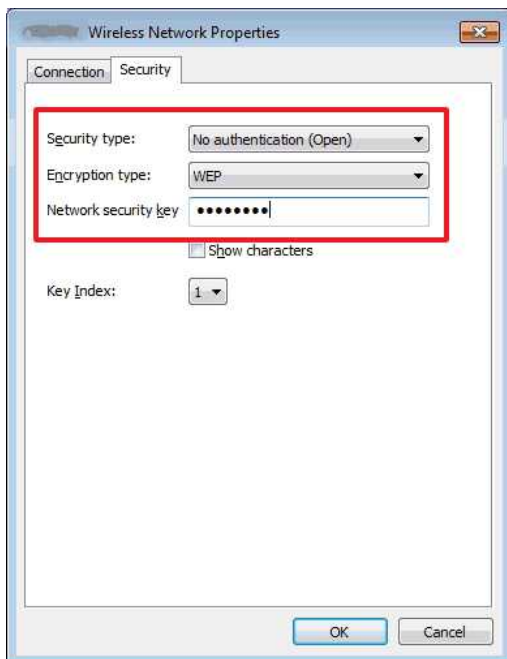 Wireless Network Properties
Connection Security
Security type: No authentication (Open)
Encryption type: WEP
Network security key ●●●●●●●●
Show characters
Key Index: 1
OK Cancel